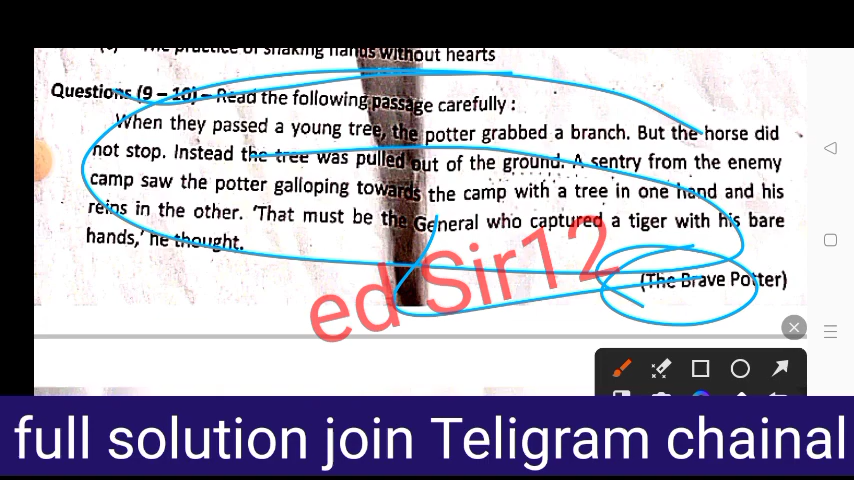 The practice of shaking hands without hearts
Questions (9 – 10) – Read the following passage carefully :
When they passed a young tree, the potter grabbed a branch. But the horse did
not stop. Instead the tree was pulled out of the ground. A sentry from the enemy
camp saw the potter galloping towards the camp with a tree in one hand and his
reins in the other. 'That must be the General who captured a tiger with his bare
hands,' he thought.
(The Brave Potter)
ed Sir12
full solution join Teligram chainal